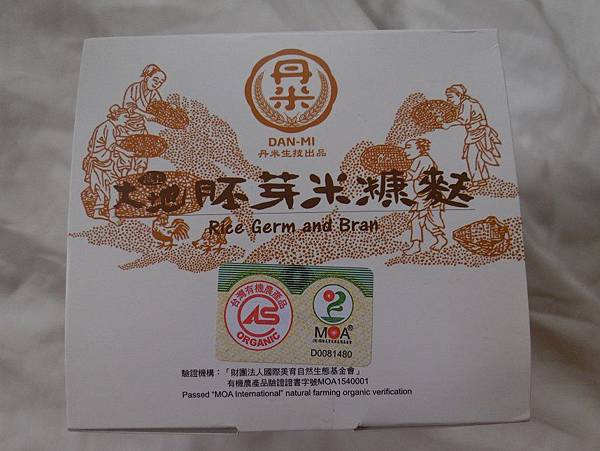 丹米
DAN-MI
丹米生技出品
大地胚芽米糠麩
Rice Germ and Bran
台灣有機農產品
CAS
ORGANIC
MOA®
D0081480
驗證機構：「財團法人國際美育自然生態基金會」
有機農產品驗證證書字號MOA1540001
Passed "MOA International" natural farming organic verification